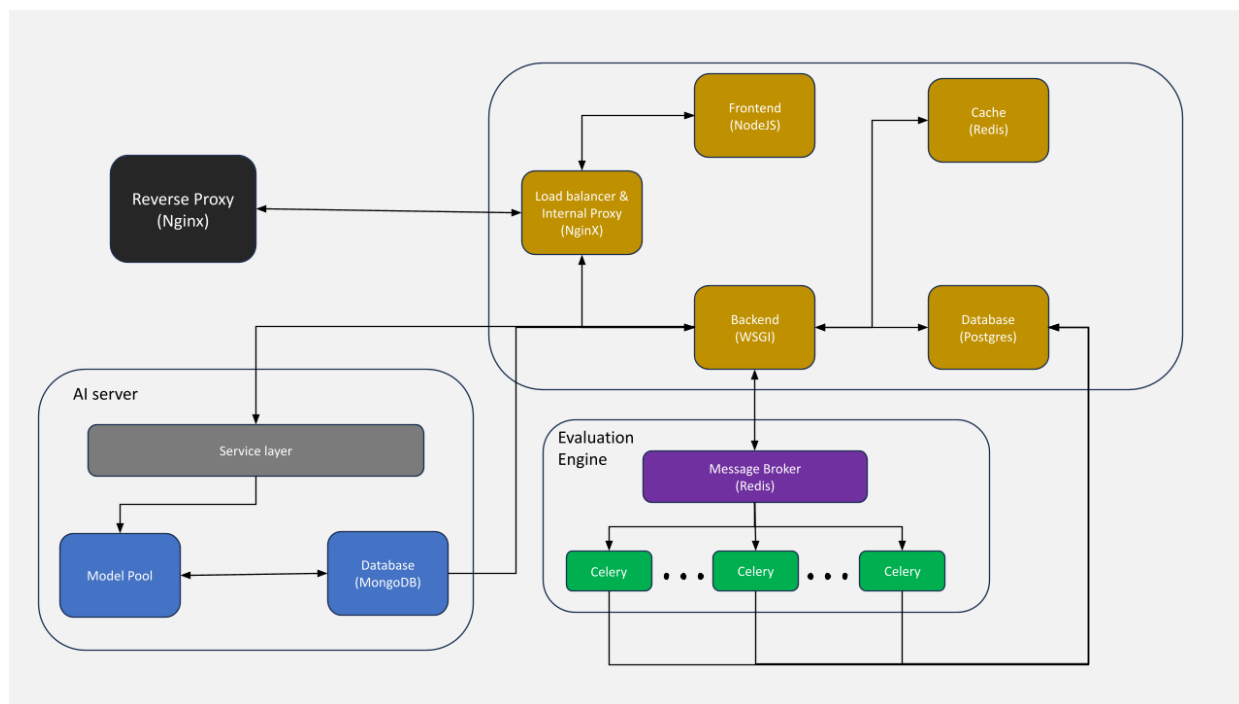 Frontend
(NodeJS)
Cache
(Redis)
Reverse Proxy
(Nginx)
Load balancer &
Internal Proxy
(NginX)
Backend
(WSGI)
Database
(Postgres)
AI server
Service layer
Model Pool
Database
(MongoDB)
Evaluation
Engine
Message Broker
(Redis)
Celery
Celery
Celery